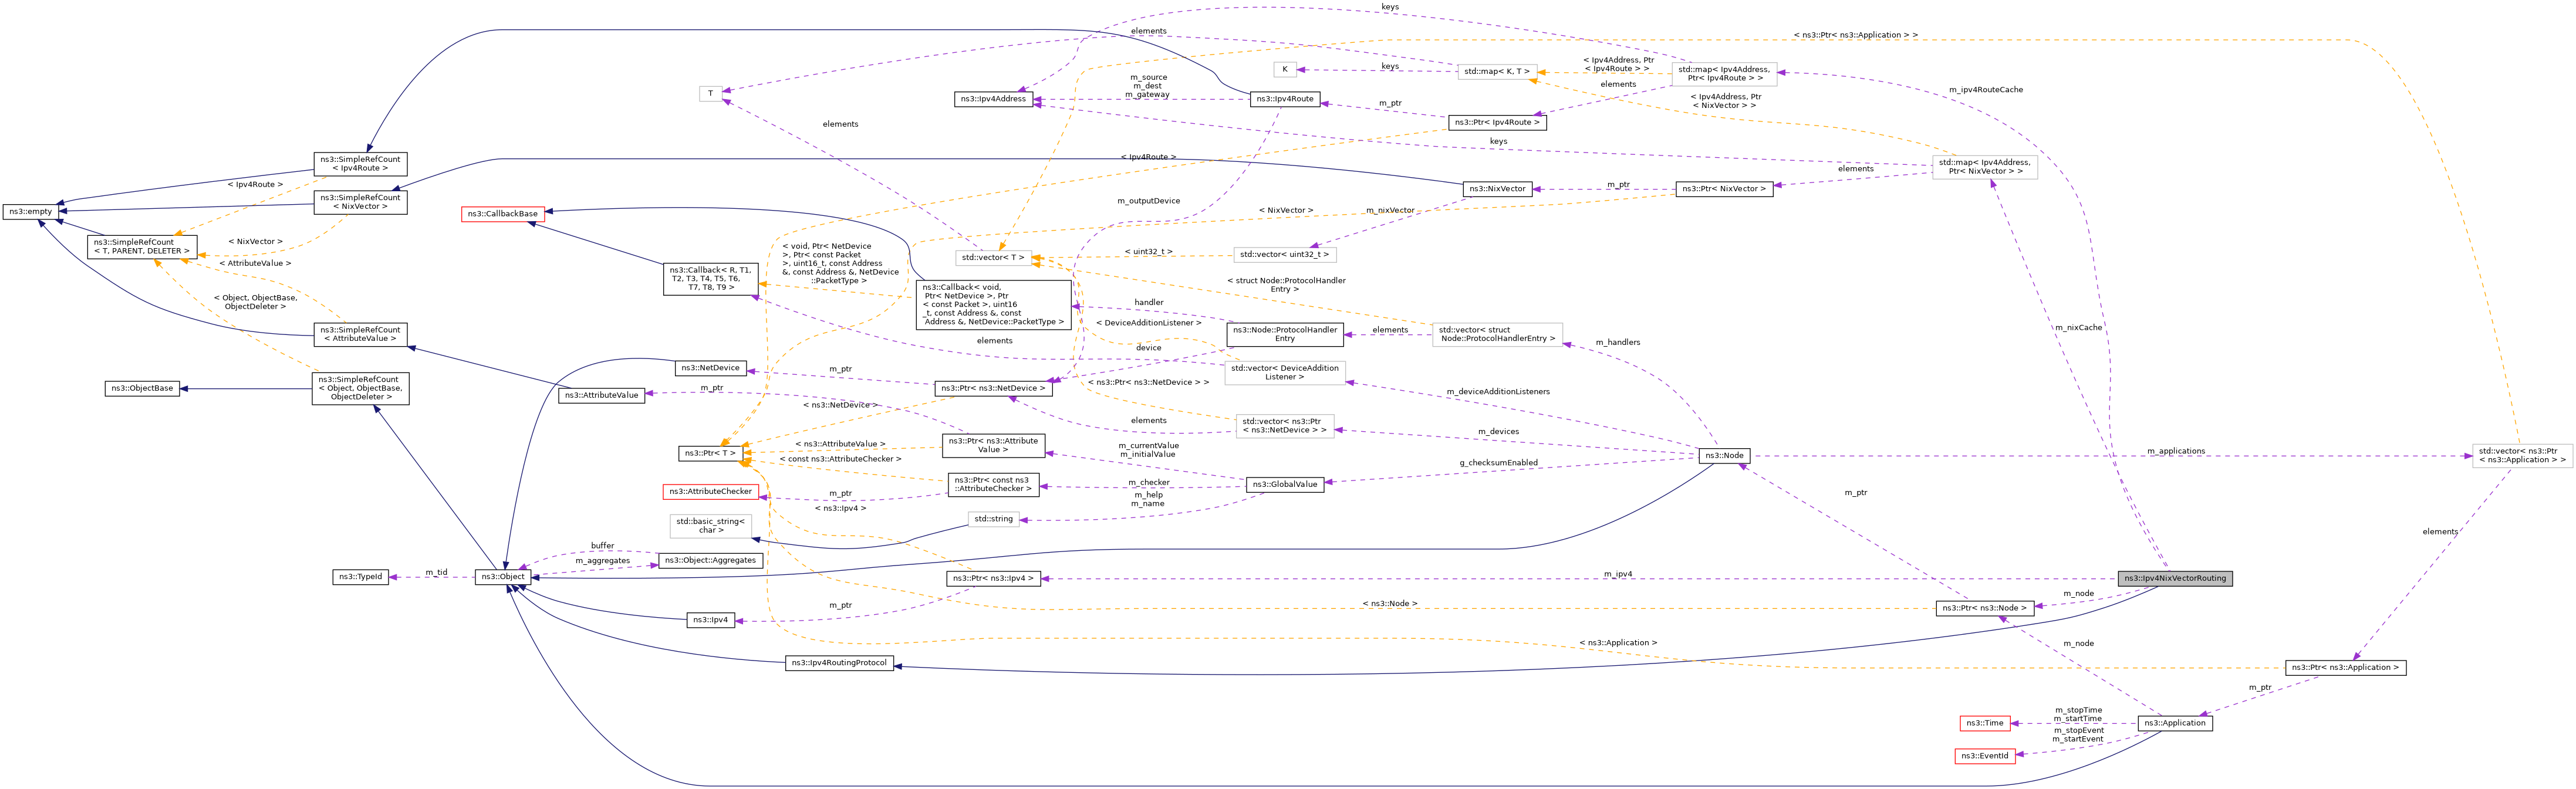 keys
elements
< ns3::Ptr< ns3::Application > >
K
keys
std::map< K, T >
< Ipv4Address, Ptr
< Ipv4Route > >
std::map< Ipv4Address,
Ptr< Ipv4Route > >
m_source
m_dest
m_gateway
elements
m_ipv4RouteCache
T
ns3::Ipv4Address
ns3::Ipv4Route
m_ptr
< Ipv4Address, Ptr
< NixVector > >
elements
ns3::Ptr< Ipv4Route >
keys
ns3::SimpleRefCount
< Ipv4Route >
< Ipv4Route >
std::map< Ipv4Address,
Ptr< NixVector > >
elements
< Ipv4Route >
ns3::SimpleRefCount
< NixVector >
ns3::NixVector
m_ptr
ns3::Ptr< NixVector >
m_outputDevice
ns3::empty
ns3::CallbackBase
< NixVector >
m_nixVector
ns3::SimpleRefCount
< T, PARENT, DELETER >
< NixVector >
< void, Ptr< NetDevice
>, Ptr< const Packet
>, uint16_t, const Address
&, const Address &, NetDevice
::PacketType >
std::vector< T >
< uint32_t >
std::vector< uint32_t >
< AttributeValue >
ns3::Callback< R, T1,
T2, T3, T4, T5, T6,
T7, T8, T9 >
< struct Node::ProtocolHandler
Entry >
ns3::Callback< void,
Ptr< NetDevice >, Ptr
< const Packet >, uint16
_t, const Address &, const
Address &, NetDevice::PacketType >
< Object, ObjectBase,
ObjectDeleter >
handler
ns3::SimpleRefCount
< AttributeValue >
< DeviceAdditionListener >
ns3::Node::ProtocolHandler
Entry
elements
std::vector< struct
Node::ProtocolHandlerEntry >
m_nixCache
elements
device
m_handlers
ns3::NetDevice
m_ptr
std::vector< DeviceAddition
Listener >
ns3::ObjectBase
ns3::SimpleRefCount
< Object, ObjectBase,
ObjectDeleter >
ns3::AttributeValue
m_ptr
ns3::Ptr< ns3::NetDevice >
< ns3::Ptr< ns3::NetDevice > >
m_deviceAdditionListeners
< ns3::NetDevice >
elements
std::vector< ns3::Ptr
< ns3::NetDevice > >
m_devices
ns3::Ptr< T >
< ns3::AttributeValue >
ns3::Ptr< ns3::Attribute
Value >
m_currentValue
m_initialValue
g_checksumEnabled
ns3::Node
m_applications
std::vector< ns3::Ptr
< ns3::Application > >
< const ns3::AttributeChecker >
ns3::AttributeChecker
m_ptr
ns3::Ptr< const ns3
::AttributeChecker >
m_checker
ns3::GlobalValue
m_help
m_name
m_ptr
< ns3::Ipv4 >
std::basic_string<
char >
std::string
elements
buffer
m_aggregates
ns3::Object::Aggregates
ns3::TypeId
m_tid
ns3::Object
ns3::Ptr< ns3::Ipv4 >
m_ipv4
ns3::Ipv4NixVectorRouting
m_node
ns3::Ipv4
m_ptr
< ns3::Node >
ns3::Ptr< ns3::Node >
< ns3::Application >
m_node
ns3::Ipv4RoutingProtocol
ns3::Ptr< ns3::Application >
m_ptr
m_stopTime
m_startTime
ns3::Time
ns3::Application
m_stopEvent
m_startEvent
ns3::EventId